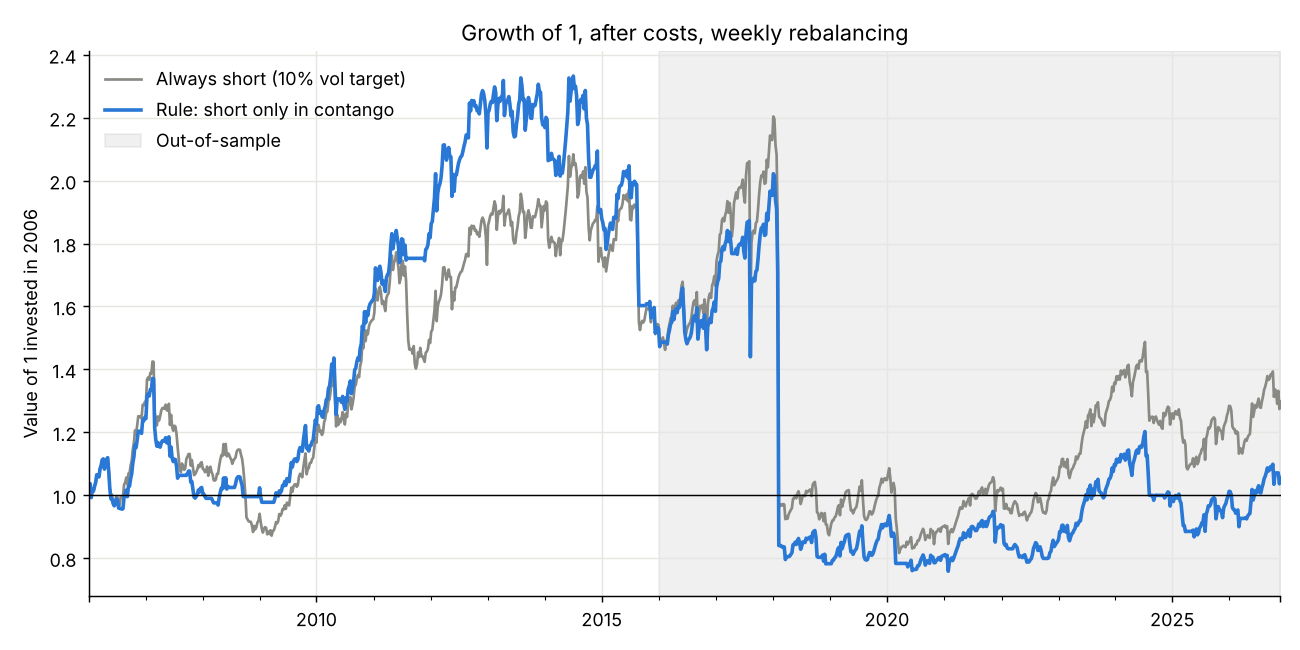 Growth of 1, after costs, weekly rebalancing
Always short (10% vol target)
Rule: short only in contango
Out-of-sample
Value of 1 invested in 2006
2.4
2.2
2.0
1.8
1.6
1.4
1.2
1.0
0.8
2010
2015
2020
2025